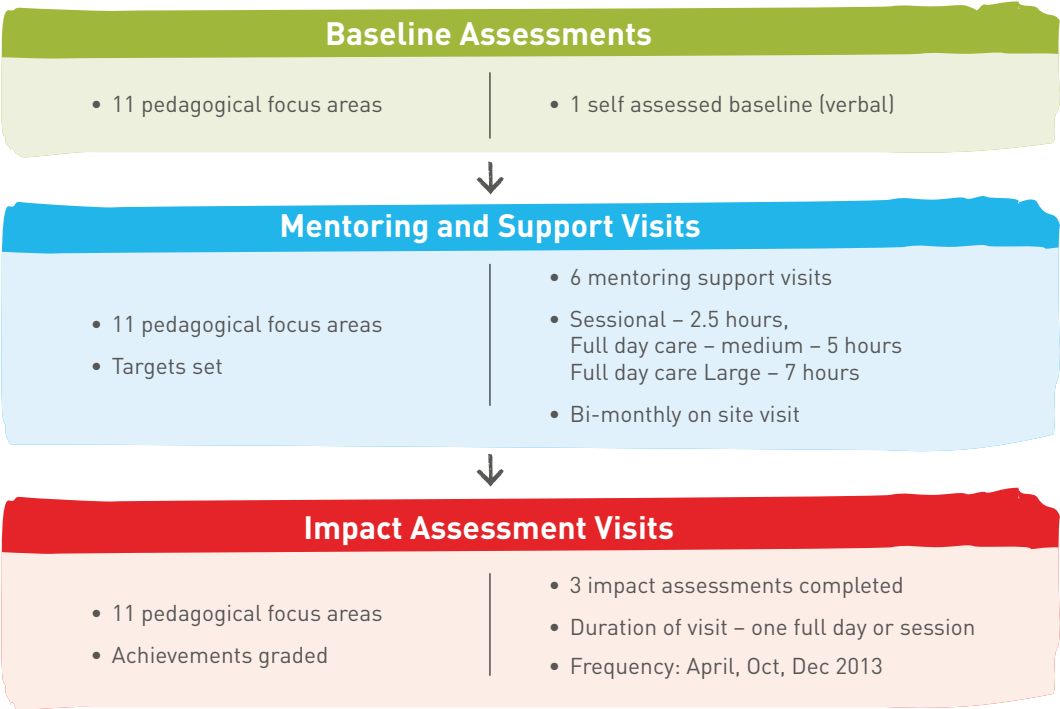 Baseline Assessments
• 11 pedagogical focus areas
• 1 self assessed baseline (verbal)
Mentoring and Support Visits
• 11 pedagogical focus areas
• Targets set
• 6 mentoring support visits
• Sessional – 2.5 hours,
Full day care – medium – 5 hours
Full day care Large – 7 hours
• Bi-monthly on site visit
Impact Assessment Visits
• 11 pedagogical focus areas
• Achievements graded
• 3 impact assessments completed
• Duration of visit – one full day or session
• Frequency: April, Oct, Dec 2013